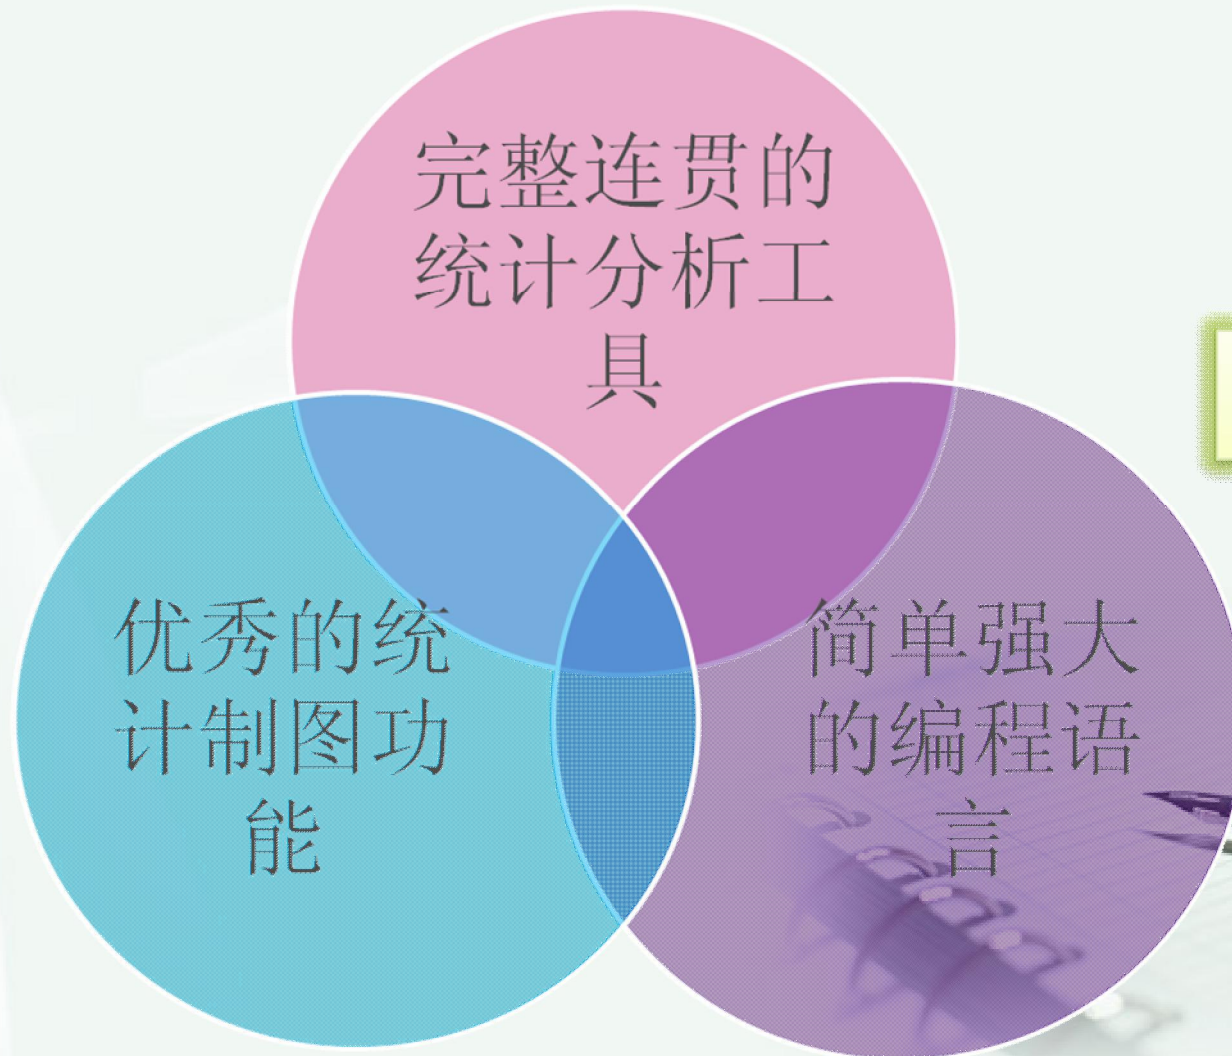 完整连贯的
统计分析工
具
优秀的统
计制图功
能
简单强大
的编程语
言